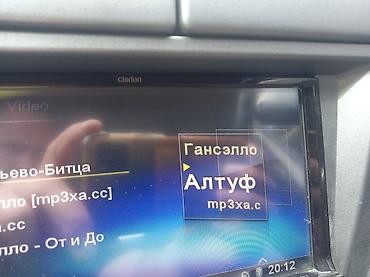 Clarion
Video
Гансэлло
ьево-Битца
Алтуф
лло [mp3xa.cc]
mp3xa.c
a.cc
лло - От и До
20:12